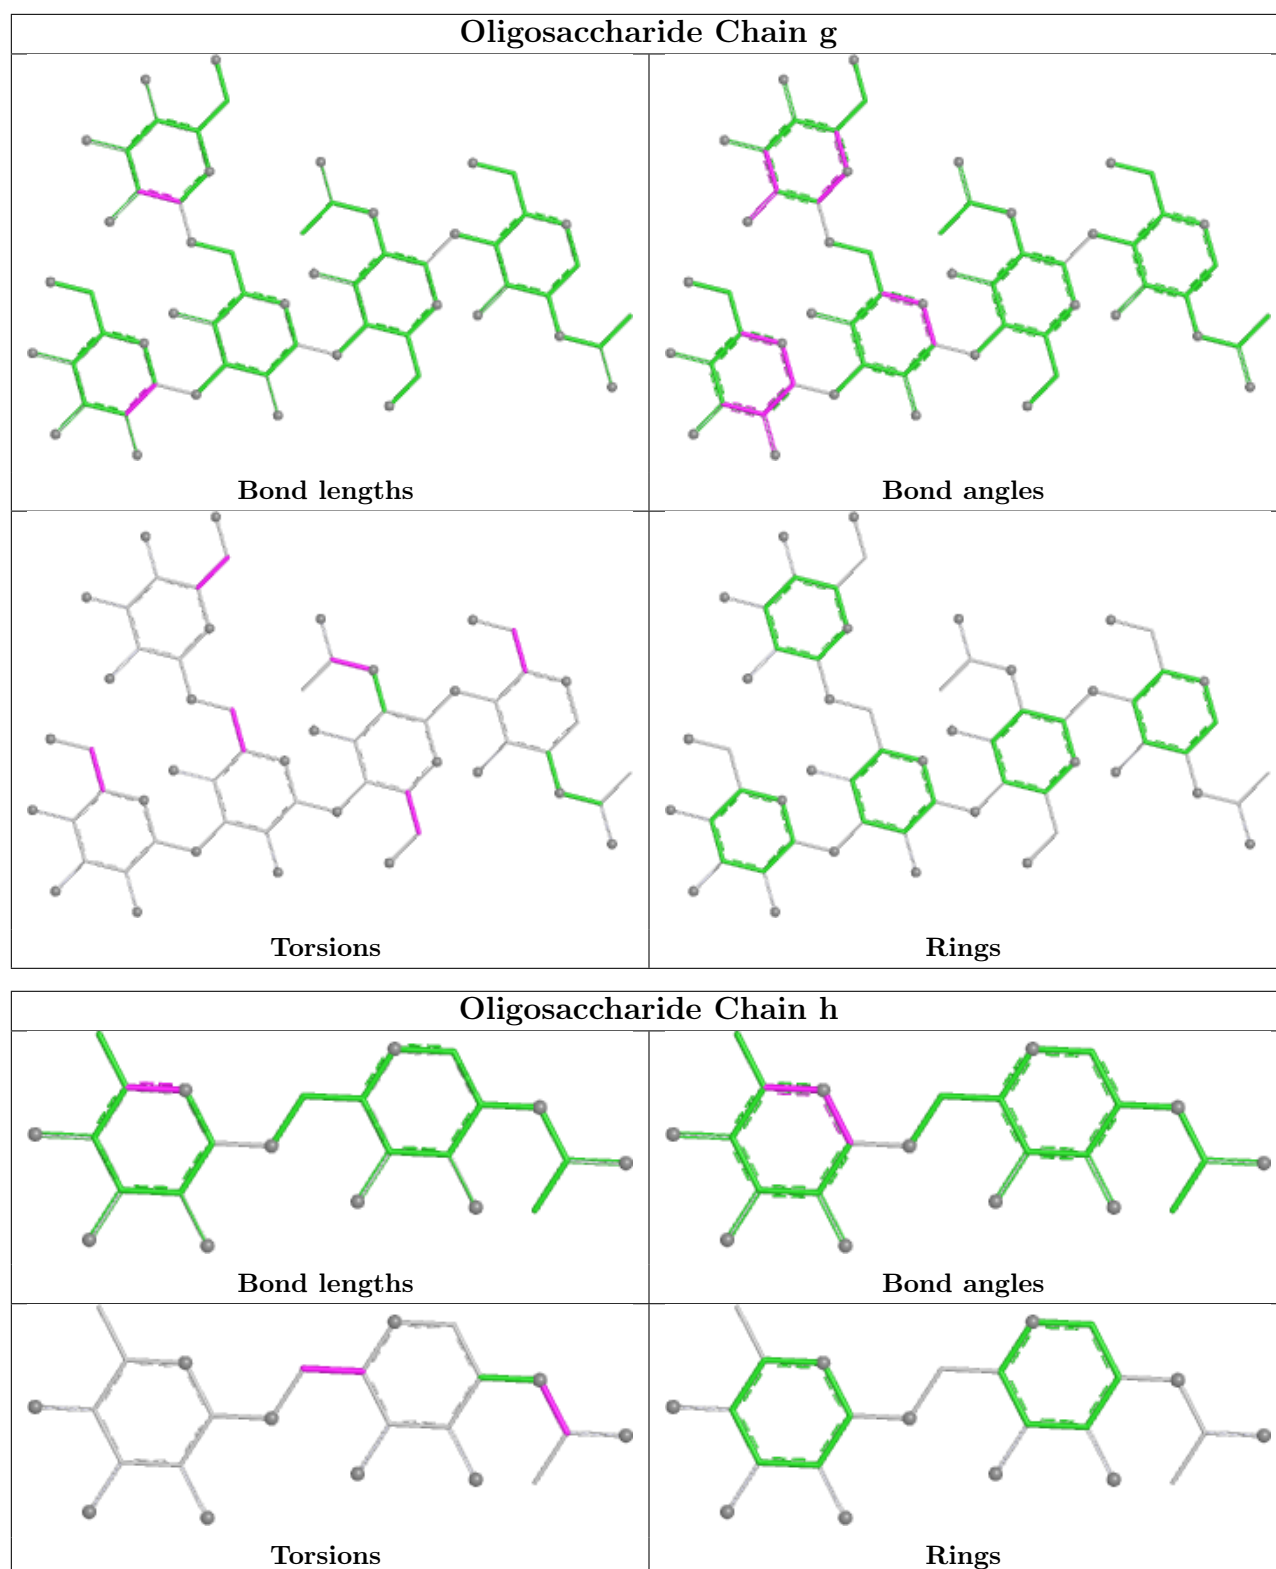 Oligosaccharide Chain g
Bond lengths
Bond angles
Torsions
Rings
Oligosaccharide Chain h
Bond lengths
Bond angles
Torsions
Rings